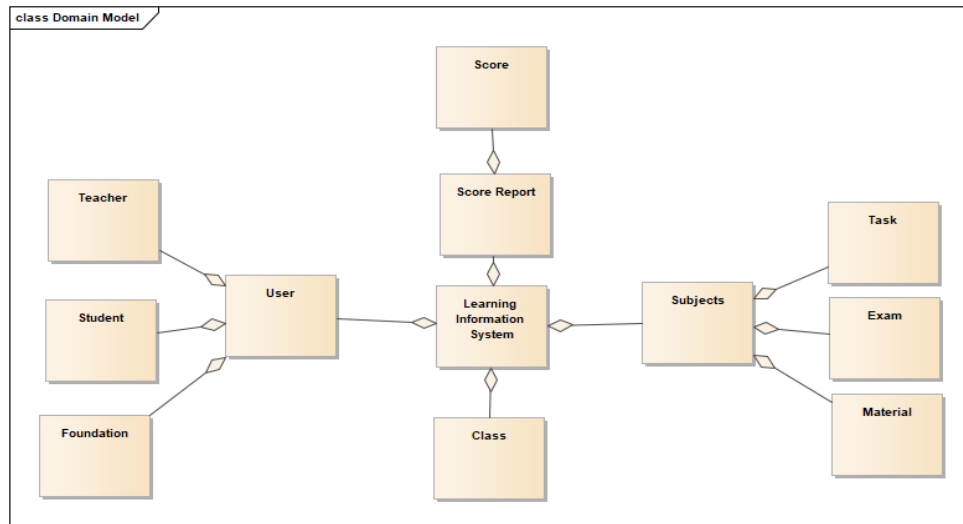 class Domain Model
Score
Teacher
Score Report
Task
Student
User
Learning
Information
System
Subjects
Exam
Foundation
Class
Material